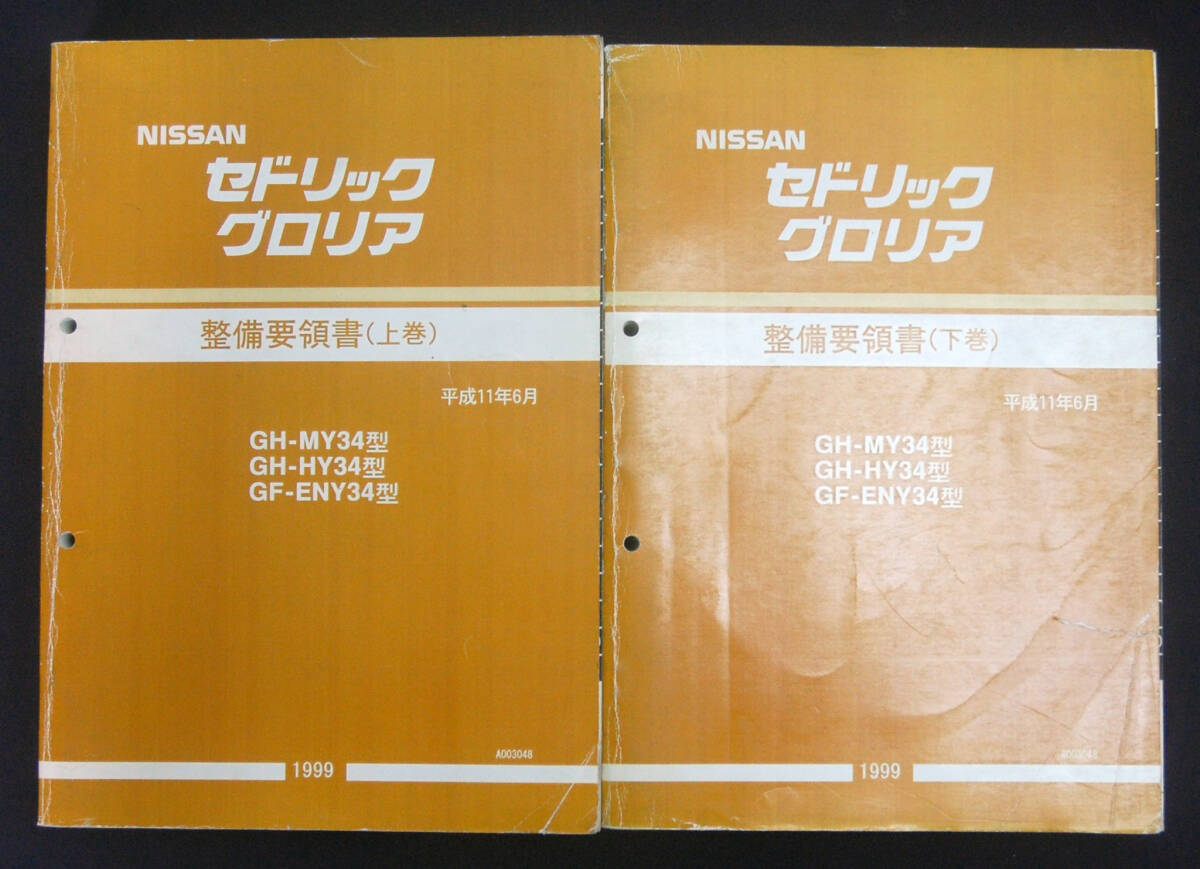 NISSAN
セドリック
グロリア
整備要領書(上巻)
平成11年6月
GH-MY34型
GH-HY34型
GF-ENY34型
A003048
1999
NISSAN
セドリック
グロリア
整備要領書(下巻)
平成11年6月
GH-MY34型
GH-HY34型
GF-ENY34型
A003048
1999